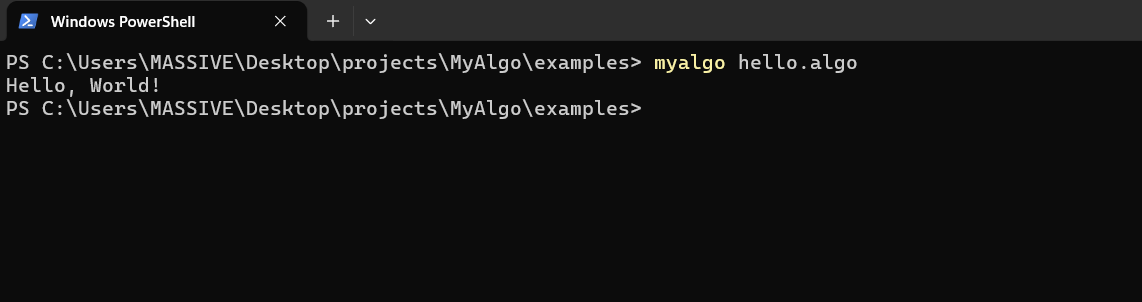 Windows PowerShell
PS C:\Users\MASSIVE\Desktop\projects\MyAlgo\examples> myalgo hello.algo
Hello, World!
PS C:\Users\MASSIVE\Desktop\projects\MyAlgo\examples>